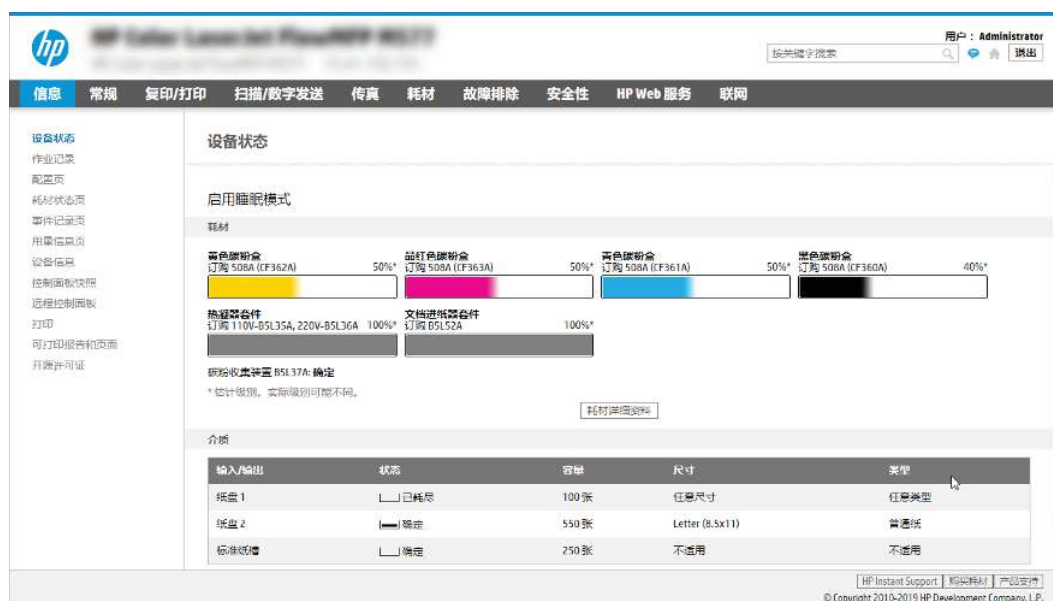 hp
HP Color LaserJet FlowMFP M577
用户： Administrator
按关键字搜索
退出
信息 常规 复印/打印 扫描/数字发送 传真 耗材 故障排除 安全性 HP Web 服务 联网
设备状态
作业记录
配置页
耗材状态页
事件记录页
用量信息页
设备信息
控制面板快照
远程控制面板
打印
可打印报告和页面
开源许可证
设备状态
启用睡眠模式
耗材
黄色碳粉盒 品红色碳粉盒 青色碳粉盒 黑色碳粉盒
订购 508A (CF362A) 50%* 订购 508A (CF363A) 50%* 订购 508A (CF361A) 50%* 订购 508A (CF360A) 40%*
热凝器套件 文档进纸器套件
订购 110V-B5L35A, 220V-B5L36A 100%* 订购 B5L52A 100%*
碳粉收集装置 B5L37A: 确定
* 估计级别。实际级别可能不同。
耗材详细资料
介质
输入/输出 状态 容量 尺寸 类型
纸盘 1 已耗尽 100 张 任意尺寸 任意类型
纸盘 2 确定 550 张 Letter (8.5x11) 普通纸
标准纸槽 确定 250 张 不适用 不适用
HP Instant Support 购买耗材 产品支持
© Copyright 2010-2019 HP Development Company, L.P.